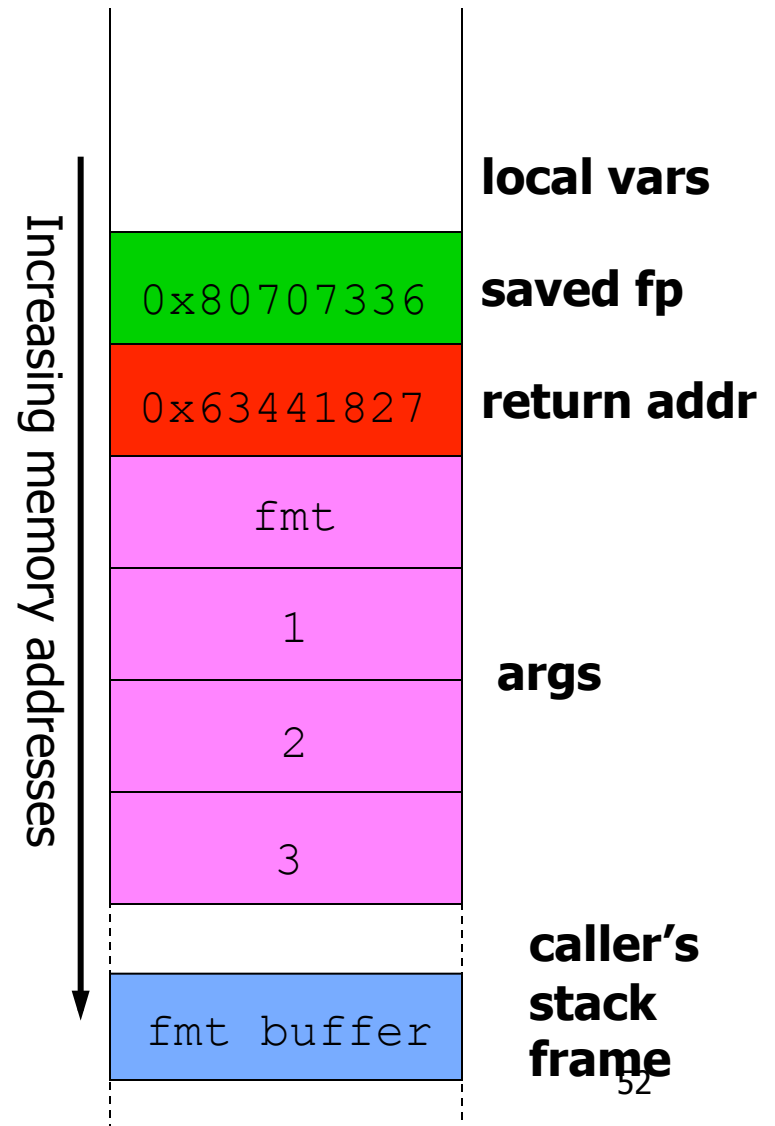 Increasing memory addresses
local vars
0x80707336
saved fp
0x63441827
return addr
fmt
1
2
args
3
caller’s
stack
frame
fmt buffer
52